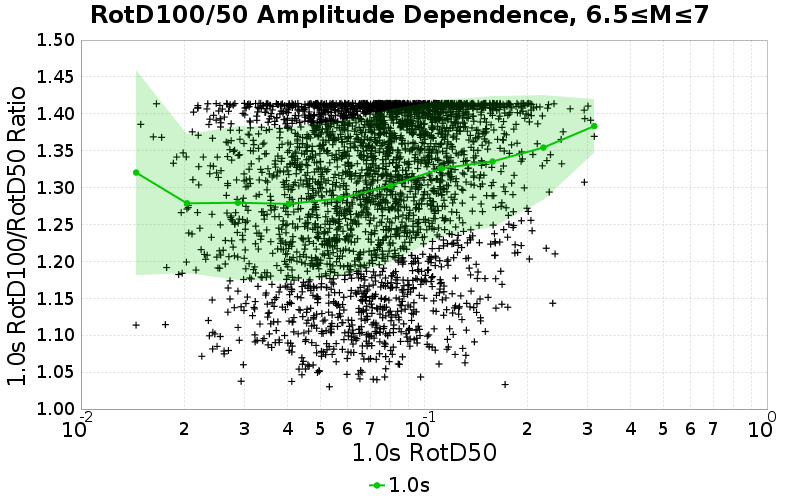 RotD100/50 Amplitude Dependence, 6.5≤M≤7
1.0s RotD100/RotD50 Ratio
1.50
1.45
1.40
1.35
1.30
1.25
1.20
1.15
1.10
1.05
1.00
10⁻² 2 3 4 5 6 7 10⁻¹ 2 3 4 5 6 7 10⁰
1.0s RotD50
1.0s